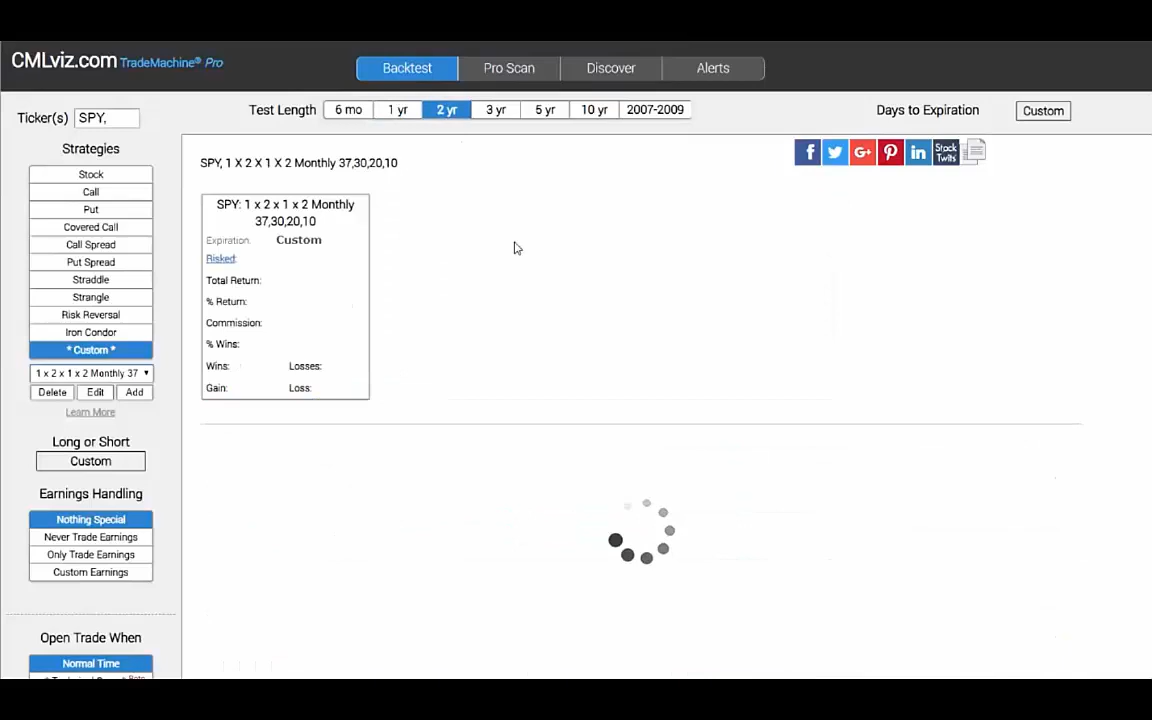 CMLviz.com TradeMachine® Pro
Backtest Pro Scan Discover Alerts
Ticker(s) SPY,
Test Length 6 mo 1 yr 2 yr 3 yr 5 yr 10 yr 2007-2009
Days to Expiration Custom
Strategies
Stock
Call
Put
Covered Call
Call Spread
Put Spread
Straddle
Strangle
Risk Reversal
Iron Condor
* Custom *
1 x 2 x 1 x 2 Monthly 37
Delete Edit Add
Learn More
Long or Short
Custom
Earnings Handling
Nothing Special
Never Trade Earnings
Only Trade Earnings
Custom Earnings
Open Trade When
Normal Time
SPY, 1 X 2 X 1 X 2 Monthly 37,30,20,10
Stock
Twits
SPY: 1 x 2 x 1 x 2 Monthly
37,30,20,10
Expiration: Custom
Risked:
Total Return:
% Return:
Commission:
% Wins:
Wins: Losses:
Gain: Loss: